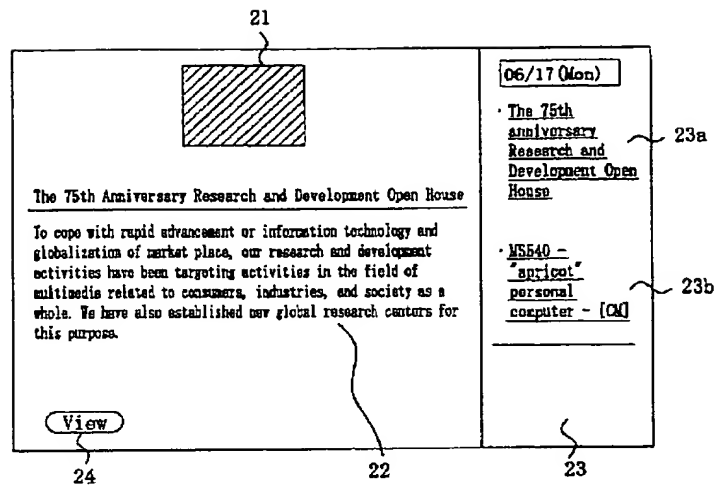 21
The 75th Anniversary Research and Development Open House
To cope with rapid advancement or information technology and
globalization of market place, our research and development
activities have been targeting activities in the field of
multimedia related to consumers, industries, and society as a
whole. We have also established new global research centers for
this purpose.
View
24
22
06/17 (Mon)
· The 75th
anniversary
Research and
Development Open
House
23a
· MS540 -
"apricot"
personal
computer - [CM]
23b
23